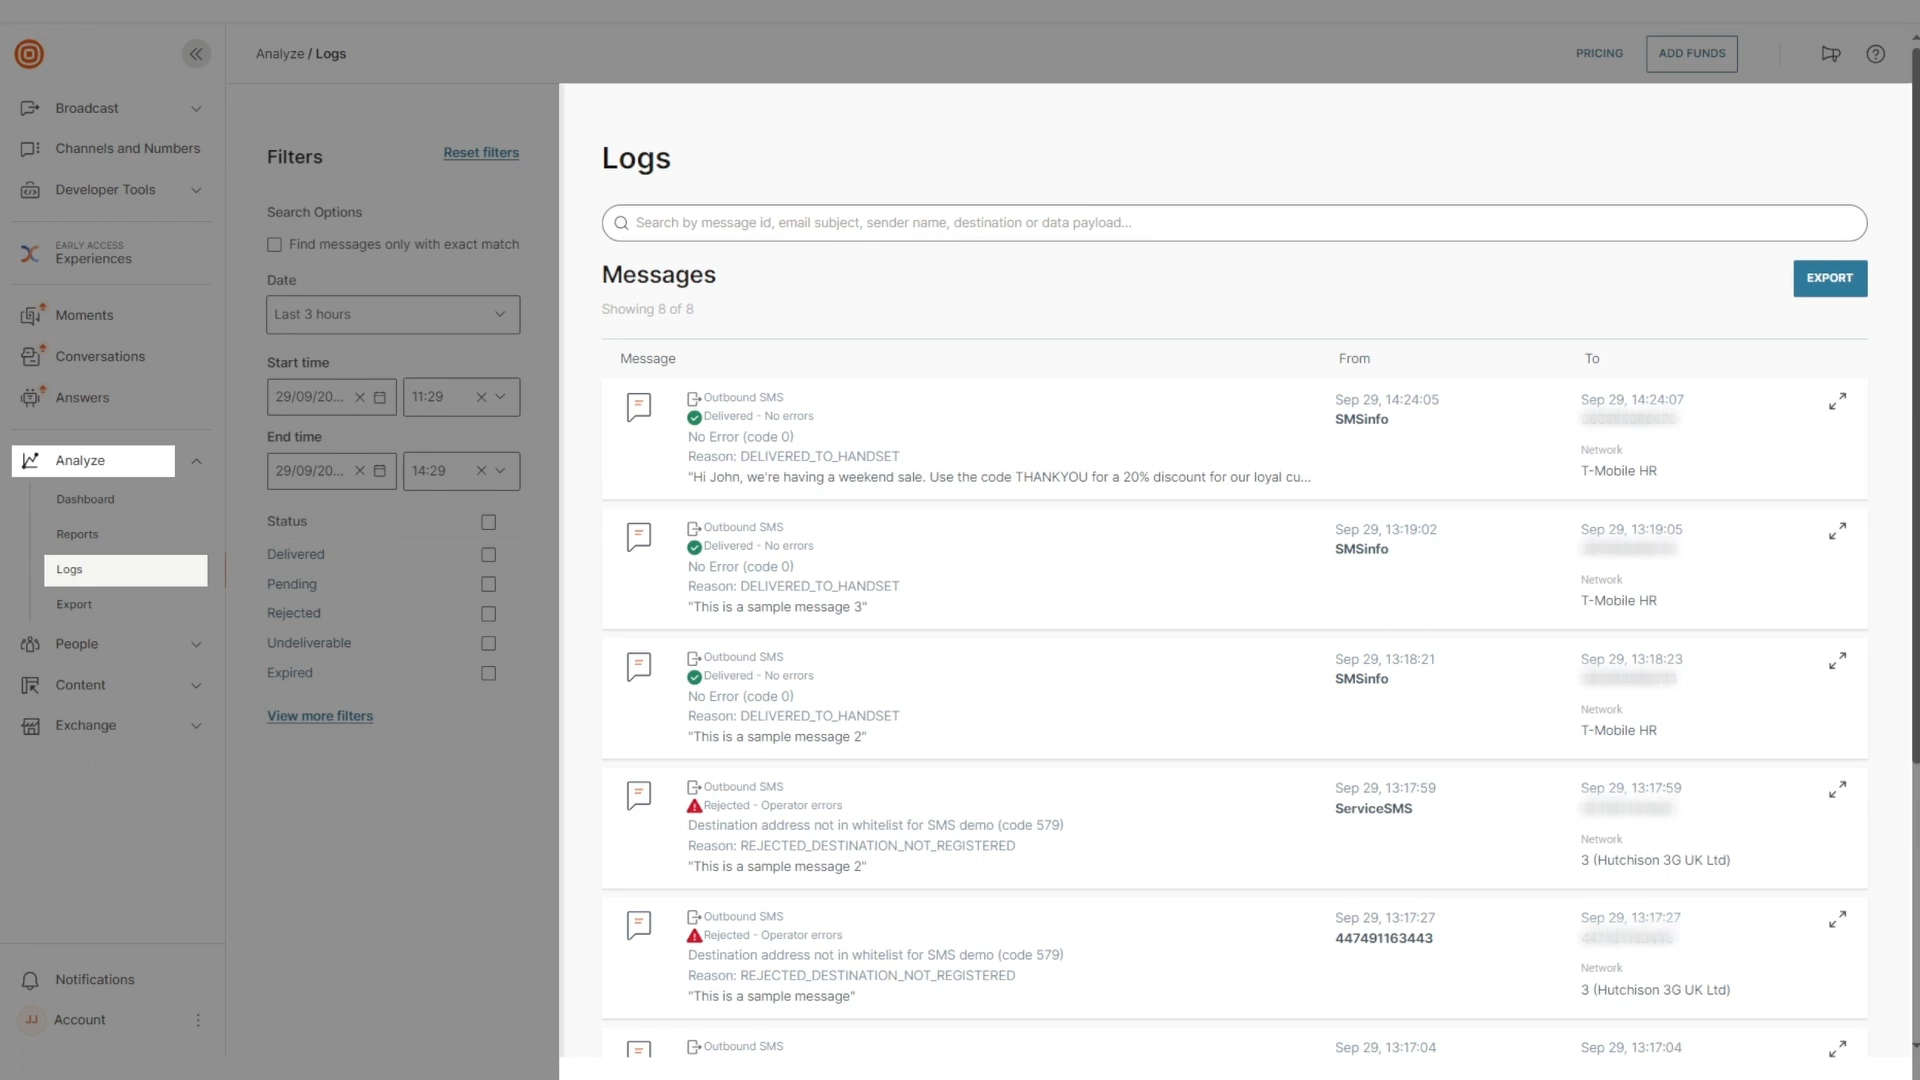 Analyze / Logs
PRICING
ADD FUNDS
Broadcast
Channels and Numbers
Developer Tools
EARLY ACCESS
Experiences
Moments
Conversations
Answers
Analyze
Dashboard
Reports
Logs
Export
People
Content
Exchange
Notifications
JJ Account
Filters
Reset filters
Search Options
Find messages only with exact match
Date
Last 3 hours
Start time
29/09/20... 11:29
End time
29/09/20... 14:29
Status
Delivered
Pending
Rejected
Undeliverable
Expired
View more filters
Logs
Search by message id, email subject, sender name, destination or data payload...
Messages
EXPORT
Showing 8 of 8
Message From To
Outbound SMS
Delivered - No errors
No Error (code 0)
Reason: DELIVERED_TO_HANDSET
"Hi John, we're having a weekend sale. Use the code THANKYOU for a 20% discount for our loyal cu...
Sep 29, 14:24:05
SMSinfo
Sep 29, 14:24:07
Network
T-Mobile HR
Outbound SMS
Delivered - No errors
No Error (code 0)
Reason: DELIVERED_TO_HANDSET
"This is a sample message 3"
Sep 29, 13:19:02
SMSinfo
Sep 29, 13:19:05
Network
T-Mobile HR
Outbound SMS
Delivered - No errors
No Error (code 0)
Reason: DELIVERED_TO_HANDSET
"This is a sample message 2"
Sep 29, 13:18:21
SMSinfo
Sep 29, 13:18:23
Network
T-Mobile HR
Outbound SMS
Rejected - Operator errors
Destination address not in whitelist for SMS demo (code 579)
Reason: REJECTED_DESTINATION_NOT_REGISTERED
"This is a sample message 2"
Sep 29, 13:17:59
ServiceSMS
Sep 29, 13:17:59
Network
3 (Hutchison 3G UK Ltd)
Outbound SMS
Rejected - Operator errors
Destination address not in whitelist for SMS demo (code 579)
Reason: REJECTED_DESTINATION_NOT_REGISTERED
"This is a sample message"
Sep 29, 13:17:27
447491163443
Sep 29, 13:17:27
Network
3 (Hutchison 3G UK Ltd)
Outbound SMS
Sep 29, 13:17:04
Sep 29, 13:17:04